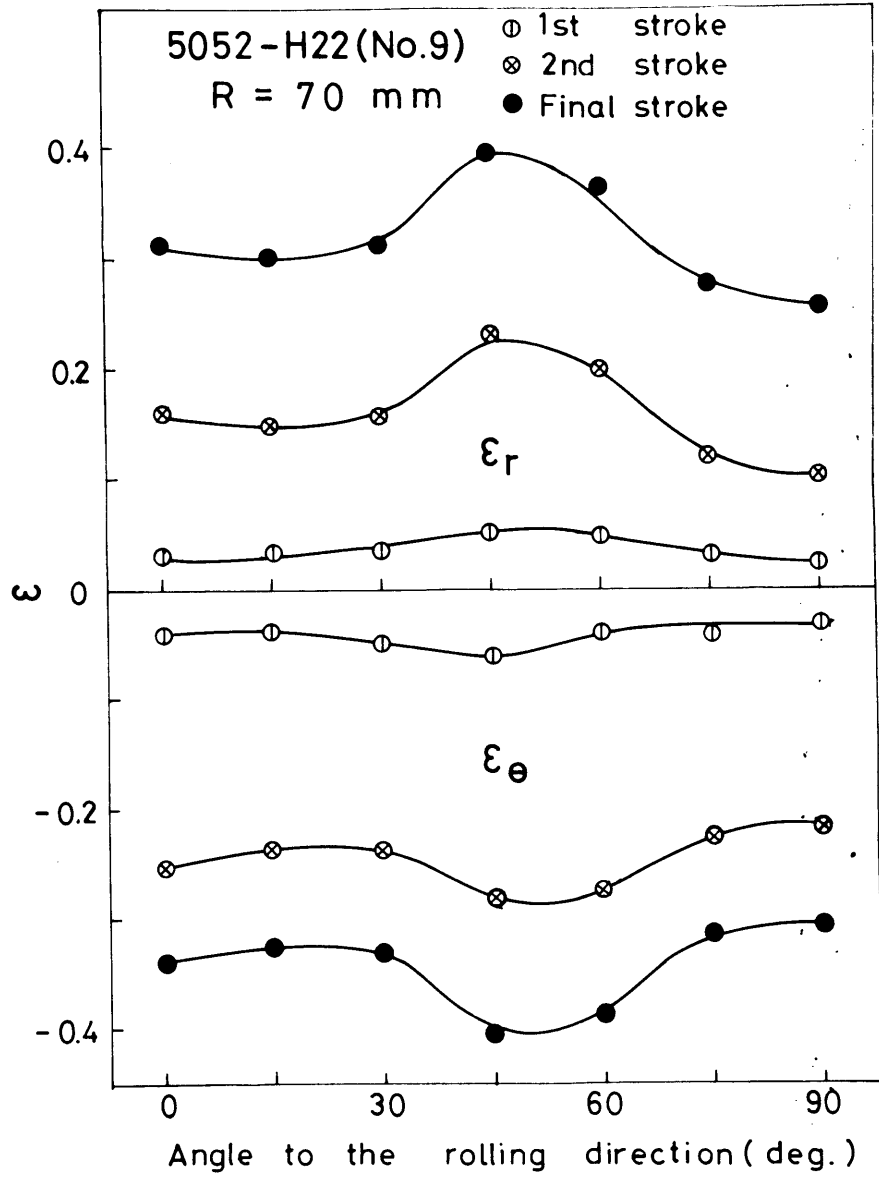 5052-H22(No.9)
R = 70 mm
⦶ 1st stroke
⊗ 2nd stroke
● Final stroke
0.4
0.2
εr
ε
0
εθ
-0.2
-0.4
0 30 60 90
Angle to the rolling direction (deg.)